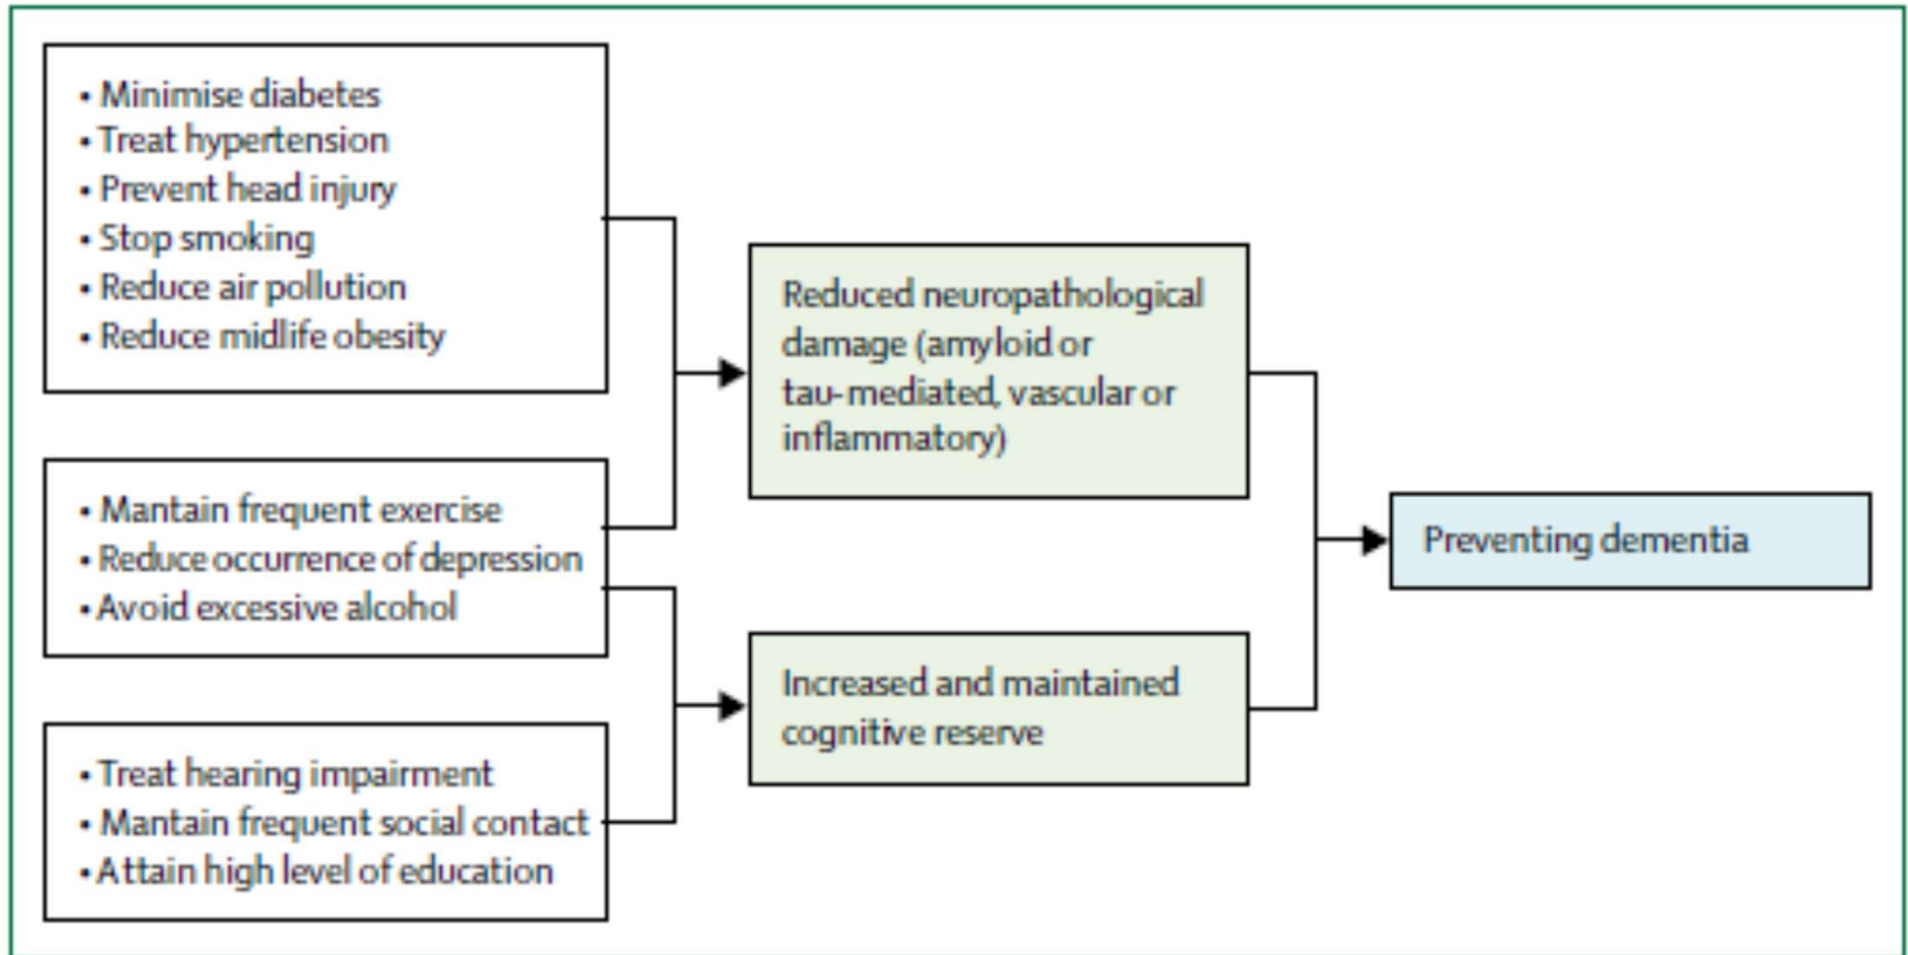 • Minimise diabetes
• Treat hypertension
• Prevent head injury
• Stop smoking
• Reduce air pollution
• Reduce midlife obesity
• Mantain frequent exercise
• Reduce occurrence of depression
• Avoid excessive alcohol
• Treat hearing impairment
• Mantain frequent social contact
• Attain high level of education
Reduced neuropathological
damage (amyloid or
tau-mediated, vascular or
inflammatory)
Increased and maintained
cognitive reserve
Preventing dementia